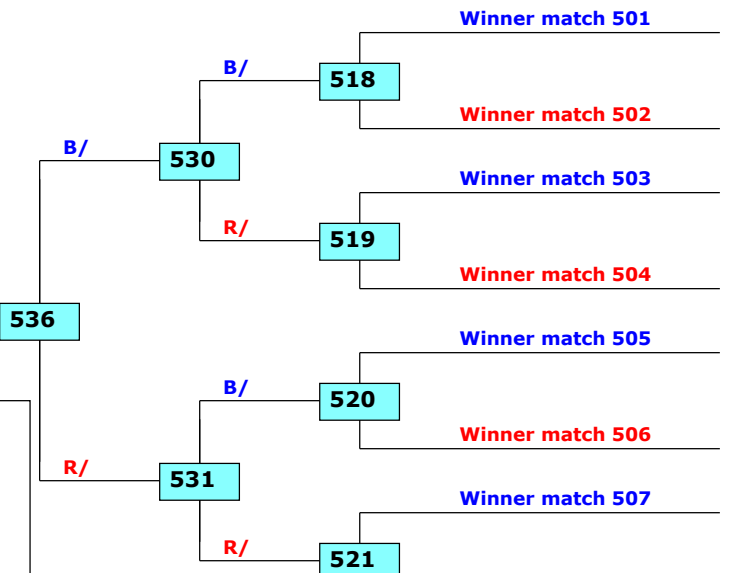 Winner match 501
B/
518
Winner match 502
B/
530
Winner match 503
R/
519
Winner match 504
536
Winner match 505
B/
520
Winner match 506
R/
531
Winner match 507
R/
521